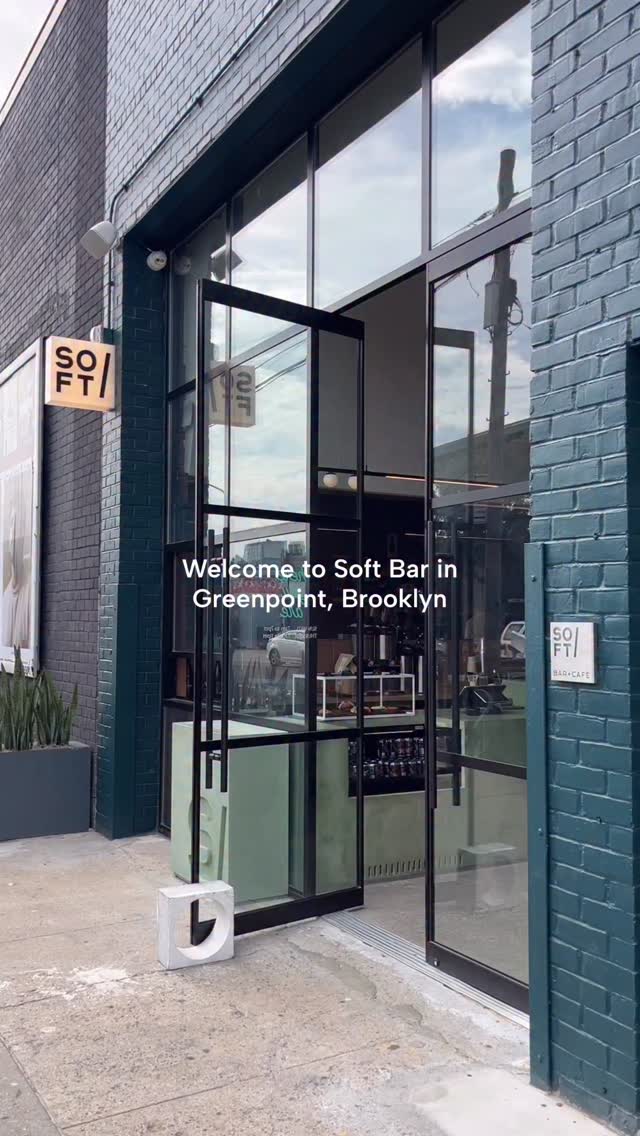 SO
FT/
Welcome to Soft Bar in
Greenpoint, Brooklyn
SO
FT/
BAR+CAFE